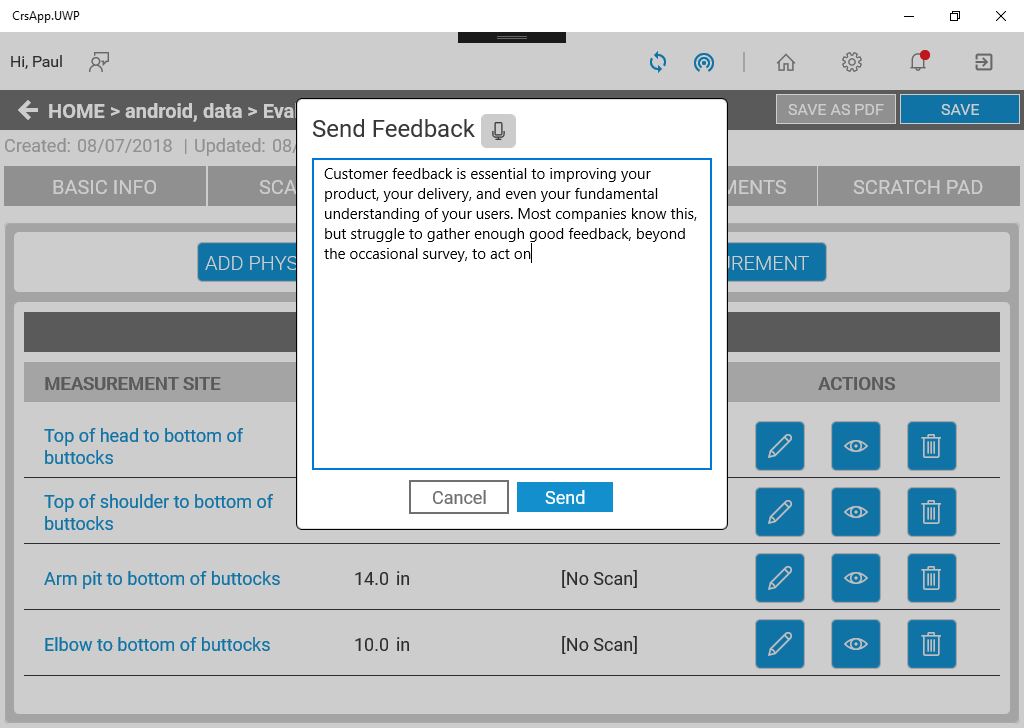 CrsApp.UWP
Hi, Paul
HOME > android, data > Eva
SAVE AS PDF
SAVE
Created: 08/07/2018 | Updated: 08/
BASIC INFO
SCA
MENTS
SCRATCH PAD
Send Feedback
Customer feedback is essential to improving your
product, your delivery, and even your fundamental
understanding of your users. Most companies know this,
but struggle to gather enough good feedback, beyond
the occasional survey, to act on
Cancel
Send
ADD PHYS
UREMENT
MEASUREMENT SITE
ACTIONS
Top of head to bottom of
buttocks
Top of shoulder to bottom of
buttocks
Arm pit to bottom of buttocks 14.0 in [No Scan]
Elbow to bottom of buttocks 10.0 in [No Scan]